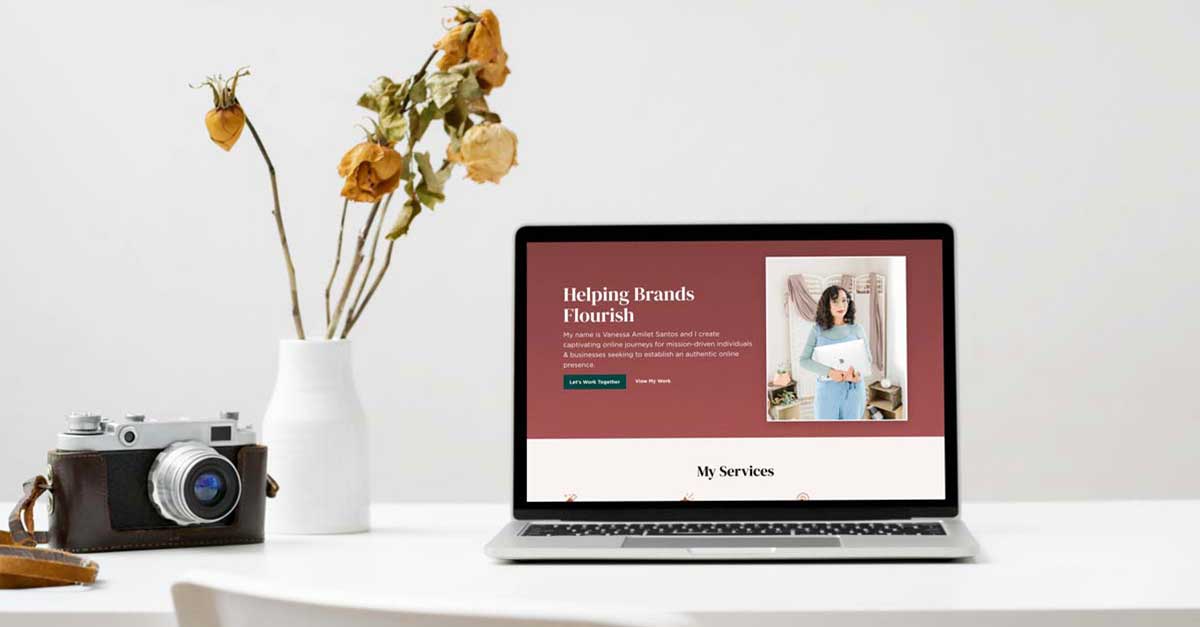 Helping Brands
Flourish
My name is Vanessa Amilet Santos and I create
captivating online journeys for mission-driven individuals
& businesses seeking to establish an authentic online
presence.
Let's Work Together
View My Work
My Services